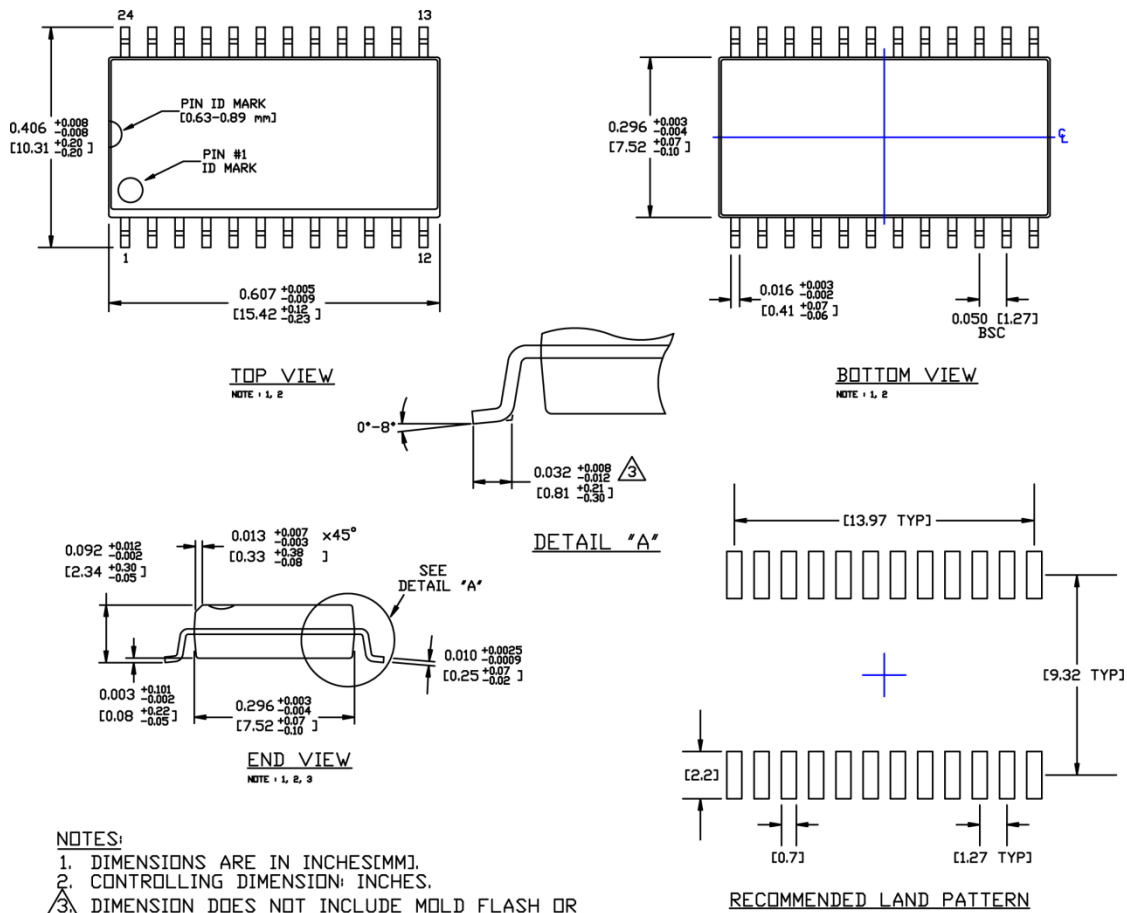 24
13
PIN ID MARK
[0.63-0.89 mm]
0.406 +0.008 -0.008
[10.31 +0.20 -0.20 ]
PIN #1
ID MARK
1
12
0.607 +0.005 -0.009
[15.42 +0.12 -0.23 ]
TOP VIEW
NOTE : 1, 2
0.296 +0.003 -0.004
[7.52 +0.07 -0.10 ]
℄
0.016 +0.003 -0.002
[0.41 +0.07 -0.06 ]
0.050 [1.27]
BSC
BOTTOM VIEW
NOTE : 1, 2
0°-8°
0.032 +0.008 -0.012 3
[0.81 +0.21 -0.30 ]
DETAIL "A"
0.092 +0.012 -0.002
[2.34 +0.30 -0.05 ]
0.013 +0.007 -0.003 ×45°
[0.33 +0.38 -0.08 ]
SEE
DETAIL "A"
0.010 +0.0025 -0.0009
[0.25 +0.07 -0.02 ]
0.003 +0.101 -0.002
[0.08 +0.22 -0.05 ]
0.296 +0.003 -0.004
[7.52 +0.07 -0.10 ]
END VIEW
NOTE : 1, 2, 3
[13.97 TYP]
[9.32 TYP]
[2.2]
[0.7]
[1.27 TYP]
RECOMMENDED LAND PATTERN
NOTES:
1. DIMENSIONS ARE IN INCHES[MM].
2. CONTROLLING DIMENSION: INCHES.
3. DIMENSION DOES NOT INCLUDE MOLD FLASH OR